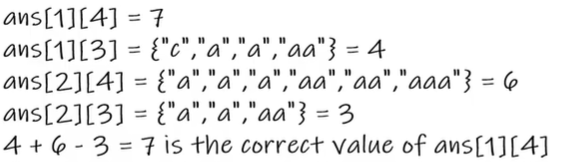 ans[1][4] = 7
ans[1][3] = {"c","a","a","aa"} = 4
ans[2][4] = {"a","a","a","aa","aa","aaa"} = 6
ans[2][3] = {"a","a","aa"} = 3
4 + 6 - 3 = 7 is the correct value of ans[1][4]